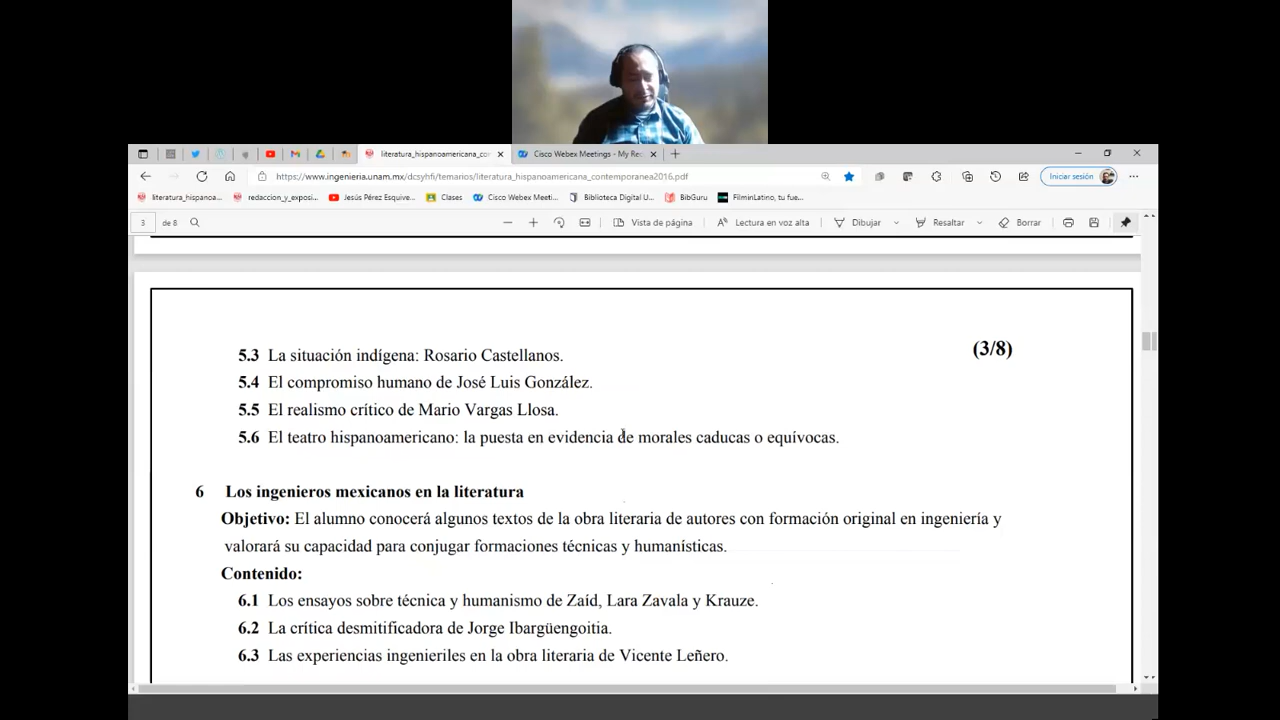 literatura_hispanoamericana_co
Cisco Webex Meetings - My Re
https://www.ingenieria.unam.mx/dcsyhfi/temarios/literatura_hispanoamericana_contemporanea2016.pdf
Iniciar sesión
literatura_hispanoa...
redaccion_y_exposi...
Jesús Pérez Esquive...
Clases
Cisco Webex Meeti...
Biblioteca Digital U...
BibGuru
FilminLatino, tu fue...
3 de 8
Vista de página
Lectura en voz alta
Dibujar
Resaltar
Borrar
(3/8)
5.3 La situación indígena: Rosario Castellanos.
5.4 El compromiso humano de José Luis González.
5.5 El realismo crítico de Mario Vargas Llosa.
5.6 El teatro hispanoamericano: la puesta en evidencia de morales caducas o equívocas.
6 Los ingenieros mexicanos en la literatura
Objetivo: El alumno conocerá algunos textos de la obra literaria de autores con formación original en ingeniería y
valorará su capacidad para conjugar formaciones técnicas y humanísticas.
Contenido:
6.1 Los ensayos sobre técnica y humanismo de Zaíd, Lara Zavala y Krauze.
6.2 La crítica desmitificadora de Jorge Ibargüengoitia.
6.3 Las experiencias ingenieriles en la obra literaria de Vicente Leñero.